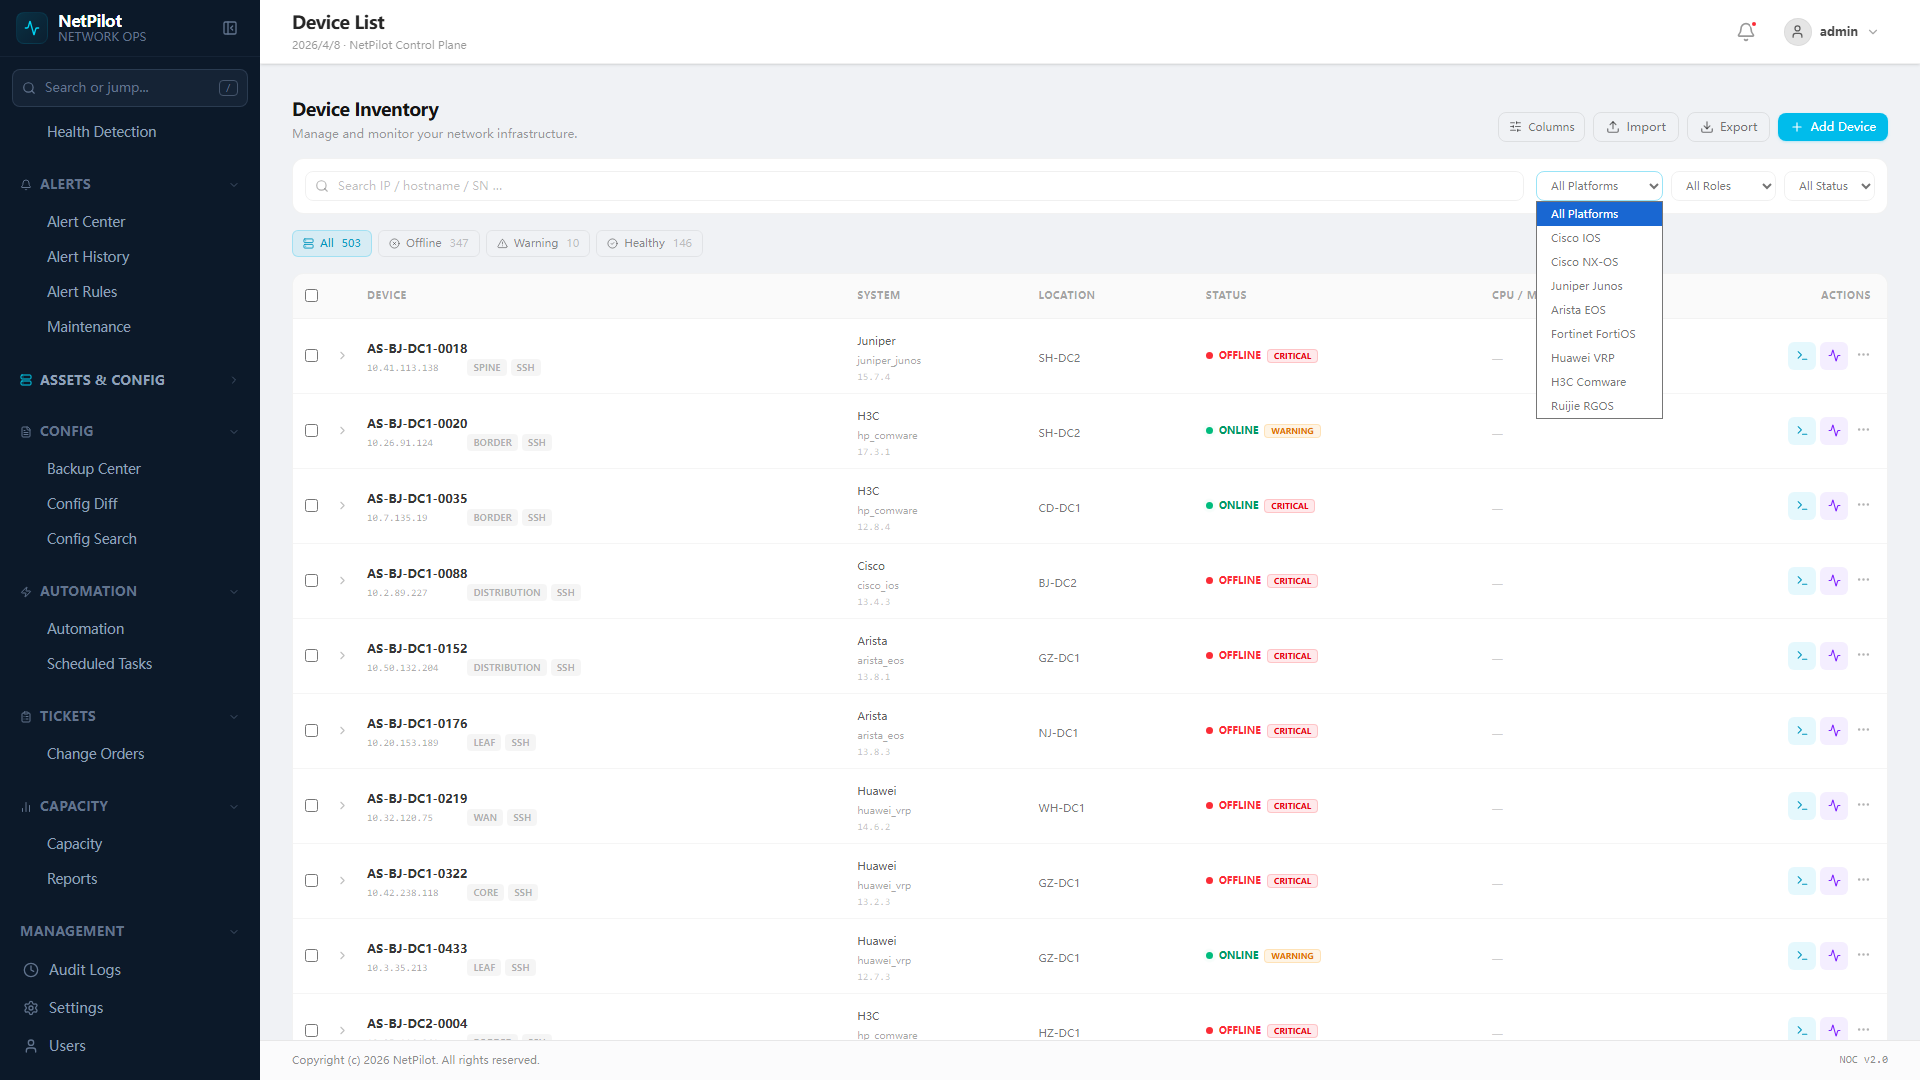 NetPilot
NETWORK OPS
Search or jump...
/
Health Detection
ALERTS
Alert Center
Alert History
Alert Rules
Maintenance
ASSETS & CONFIG
CONFIG
Backup Center
Config Diff
Config Search
AUTOMATION
Automation
Scheduled Tasks
TICKETS
Change Orders
CAPACITY
Capacity
Reports
MANAGEMENT
Audit Logs
Settings
Users
Device List
2026/4/8 · NetPilot Control Plane
admin
Device Inventory
Manage and monitor your network infrastructure.
Columns
Import
Export
Add Device
Search IP / hostname / SN ...
All Platforms
All Roles
All Status
All Platforms
Cisco IOS
Cisco NX-OS
Juniper Junos
Arista EOS
Fortinet FortiOS
Huawei VRP
H3C Comware
Ruijie RGOS
All 503
Offline 347
Warning 10
Healthy 146
DEVICE SYSTEM LOCATION STATUS CPU / M ACTIONS
AS-BJ-DC1-0018
10.41.113.138 SPINE SSH
Juniper
juniper_junos
15.7.4
SH-DC2
OFFLINE CRITICAL
—
AS-BJ-DC1-0020
10.26.91.124 BORDER SSH
H3C
hp_comware
17.3.1
SH-DC2
ONLINE WARNING
—
AS-BJ-DC1-0035
10.7.135.19 BORDER SSH
H3C
hp_comware
12.8.4
CD-DC1
ONLINE CRITICAL
—
AS-BJ-DC1-0088
10.2.89.227 DISTRIBUTION SSH
Cisco
cisco_ios
13.4.3
BJ-DC2
OFFLINE CRITICAL
—
AS-BJ-DC1-0152
10.50.132.204 DISTRIBUTION SSH
Arista
arista_eos
13.8.1
GZ-DC1
OFFLINE CRITICAL
—
AS-BJ-DC1-0176
10.20.153.189 LEAF SSH
Arista
arista_eos
13.8.3
NJ-DC1
OFFLINE CRITICAL
—
AS-BJ-DC1-0219
10.32.120.75 WAN SSH
Huawei
huawei_vrp
14.6.2
WH-DC1
OFFLINE CRITICAL
—
AS-BJ-DC1-0322
10.42.238.118 CORE SSH
Huawei
huawei_vrp
13.2.3
GZ-DC1
OFFLINE CRITICAL
—
AS-BJ-DC1-0433
10.3.35.213 LEAF SSH
Huawei
huawei_vrp
12.7.3
GZ-DC1
ONLINE WARNING
—
AS-BJ-DC2-0004
H3C
hp_comware
HZ-DC1
OFFLINE CRITICAL
—
Copyright (c) 2026 NetPilot. All rights reserved.
NOC v2.0